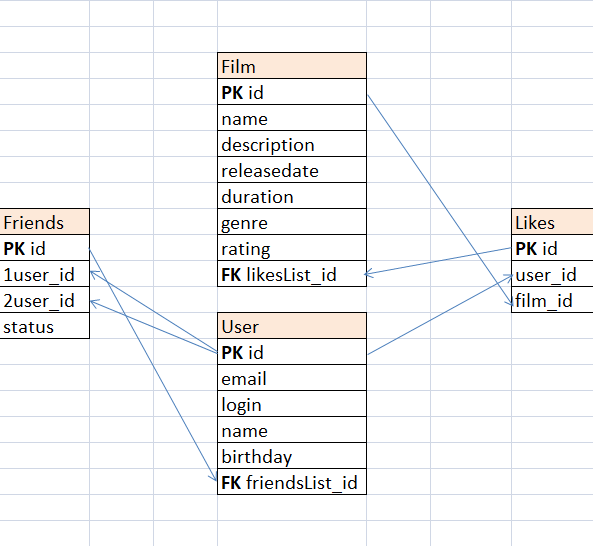 Film
PK id
name
description
releasedate
duration
genre
rating
FK likesList_id
Friends
PK id
1user_id
2user_id
status
Likes
PK id
user_id
film_id
User
PK id
email
login
name
birthday
FK friendsList_id